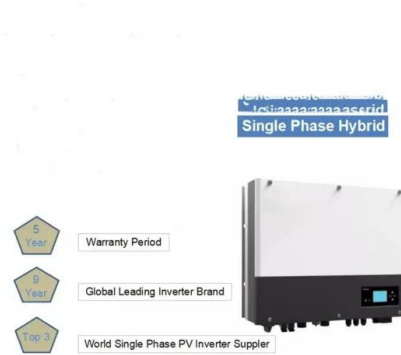 Single Phase Hybrid
5
Year
Warranty Period
9
Year
Global Leading Inverter Brand
Top 3
World Single Phase PV Inverter Suppler